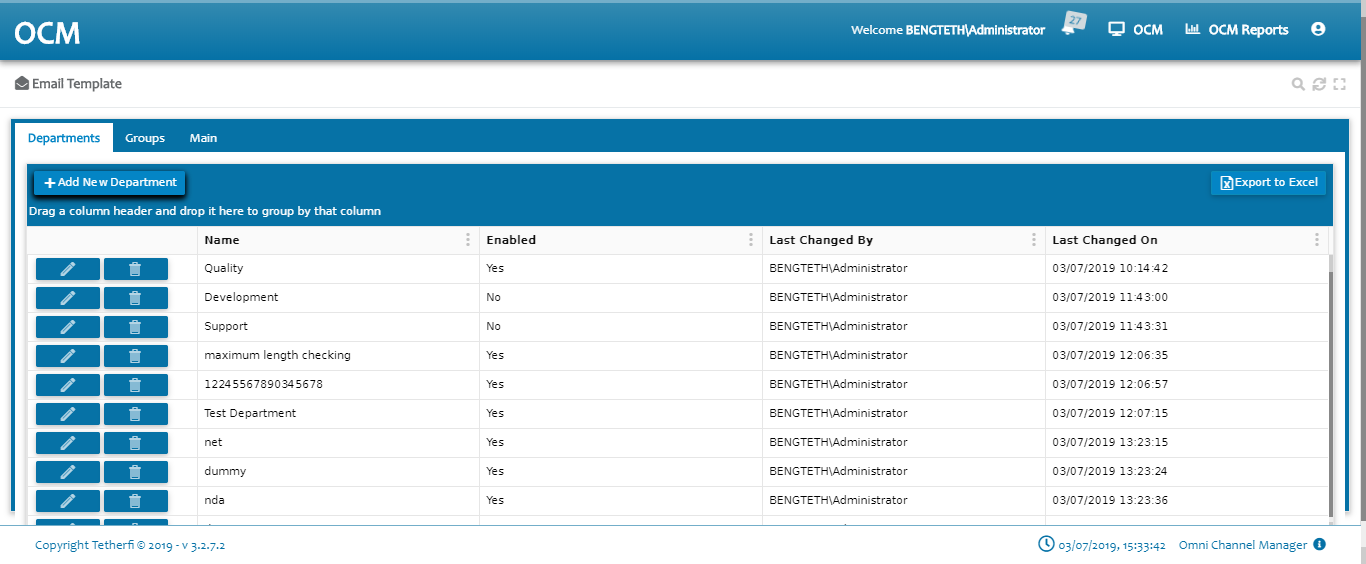 OCM
Welcome BENGTETH\Administrator
27
OCM
OCM Reports
Email Template
Departments Groups Main
Add New Department
Export to Excel
Drag a column header and drop it here to group by that column
Name Enabled Last Changed By Last Changed On
Quality Yes BENGTETH\Administrator 03/07/2019 10:14:42
Development No BENGTETH\Administrator 03/07/2019 11:43:00
Support No BENGTETH\Administrator 03/07/2019 11:43:31
maximum length checking Yes BENGTETH\Administrator 03/07/2019 12:06:35
12245567890345678 Yes BENGTETH\Administrator 03/07/2019 12:06:57
Test Department Yes BENGTETH\Administrator 03/07/2019 12:07:15
net Yes BENGTETH\Administrator 03/07/2019 13:23:15
dummy Yes BENGTETH\Administrator 03/07/2019 13:23:24
nda Yes BENGTETH\Administrator 03/07/2019 13:23:36
Copyright Tetherfi © 2019 - v 3.2.7.2
03/07/2019, 15:33:42 Omni Channel Manager